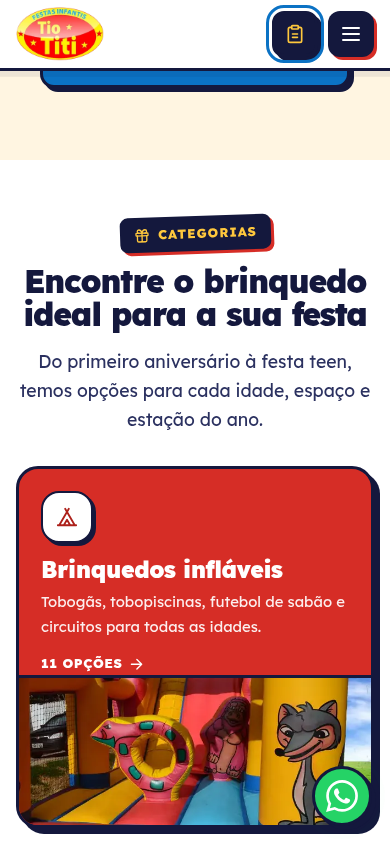 FESTAS INFANTIS
Tio
Titi
CATEGORIAS
Encontre o brinquedo
ideal para a sua festa
Do primeiro aniversário à festa teen,
temos opções para cada idade, espaço e
estação do ano.
Brinquedos infláveis
Tobogãs, tobopiscinas, futebol de sabão e
circuitos para todas as idades.
11 OPÇÕES →